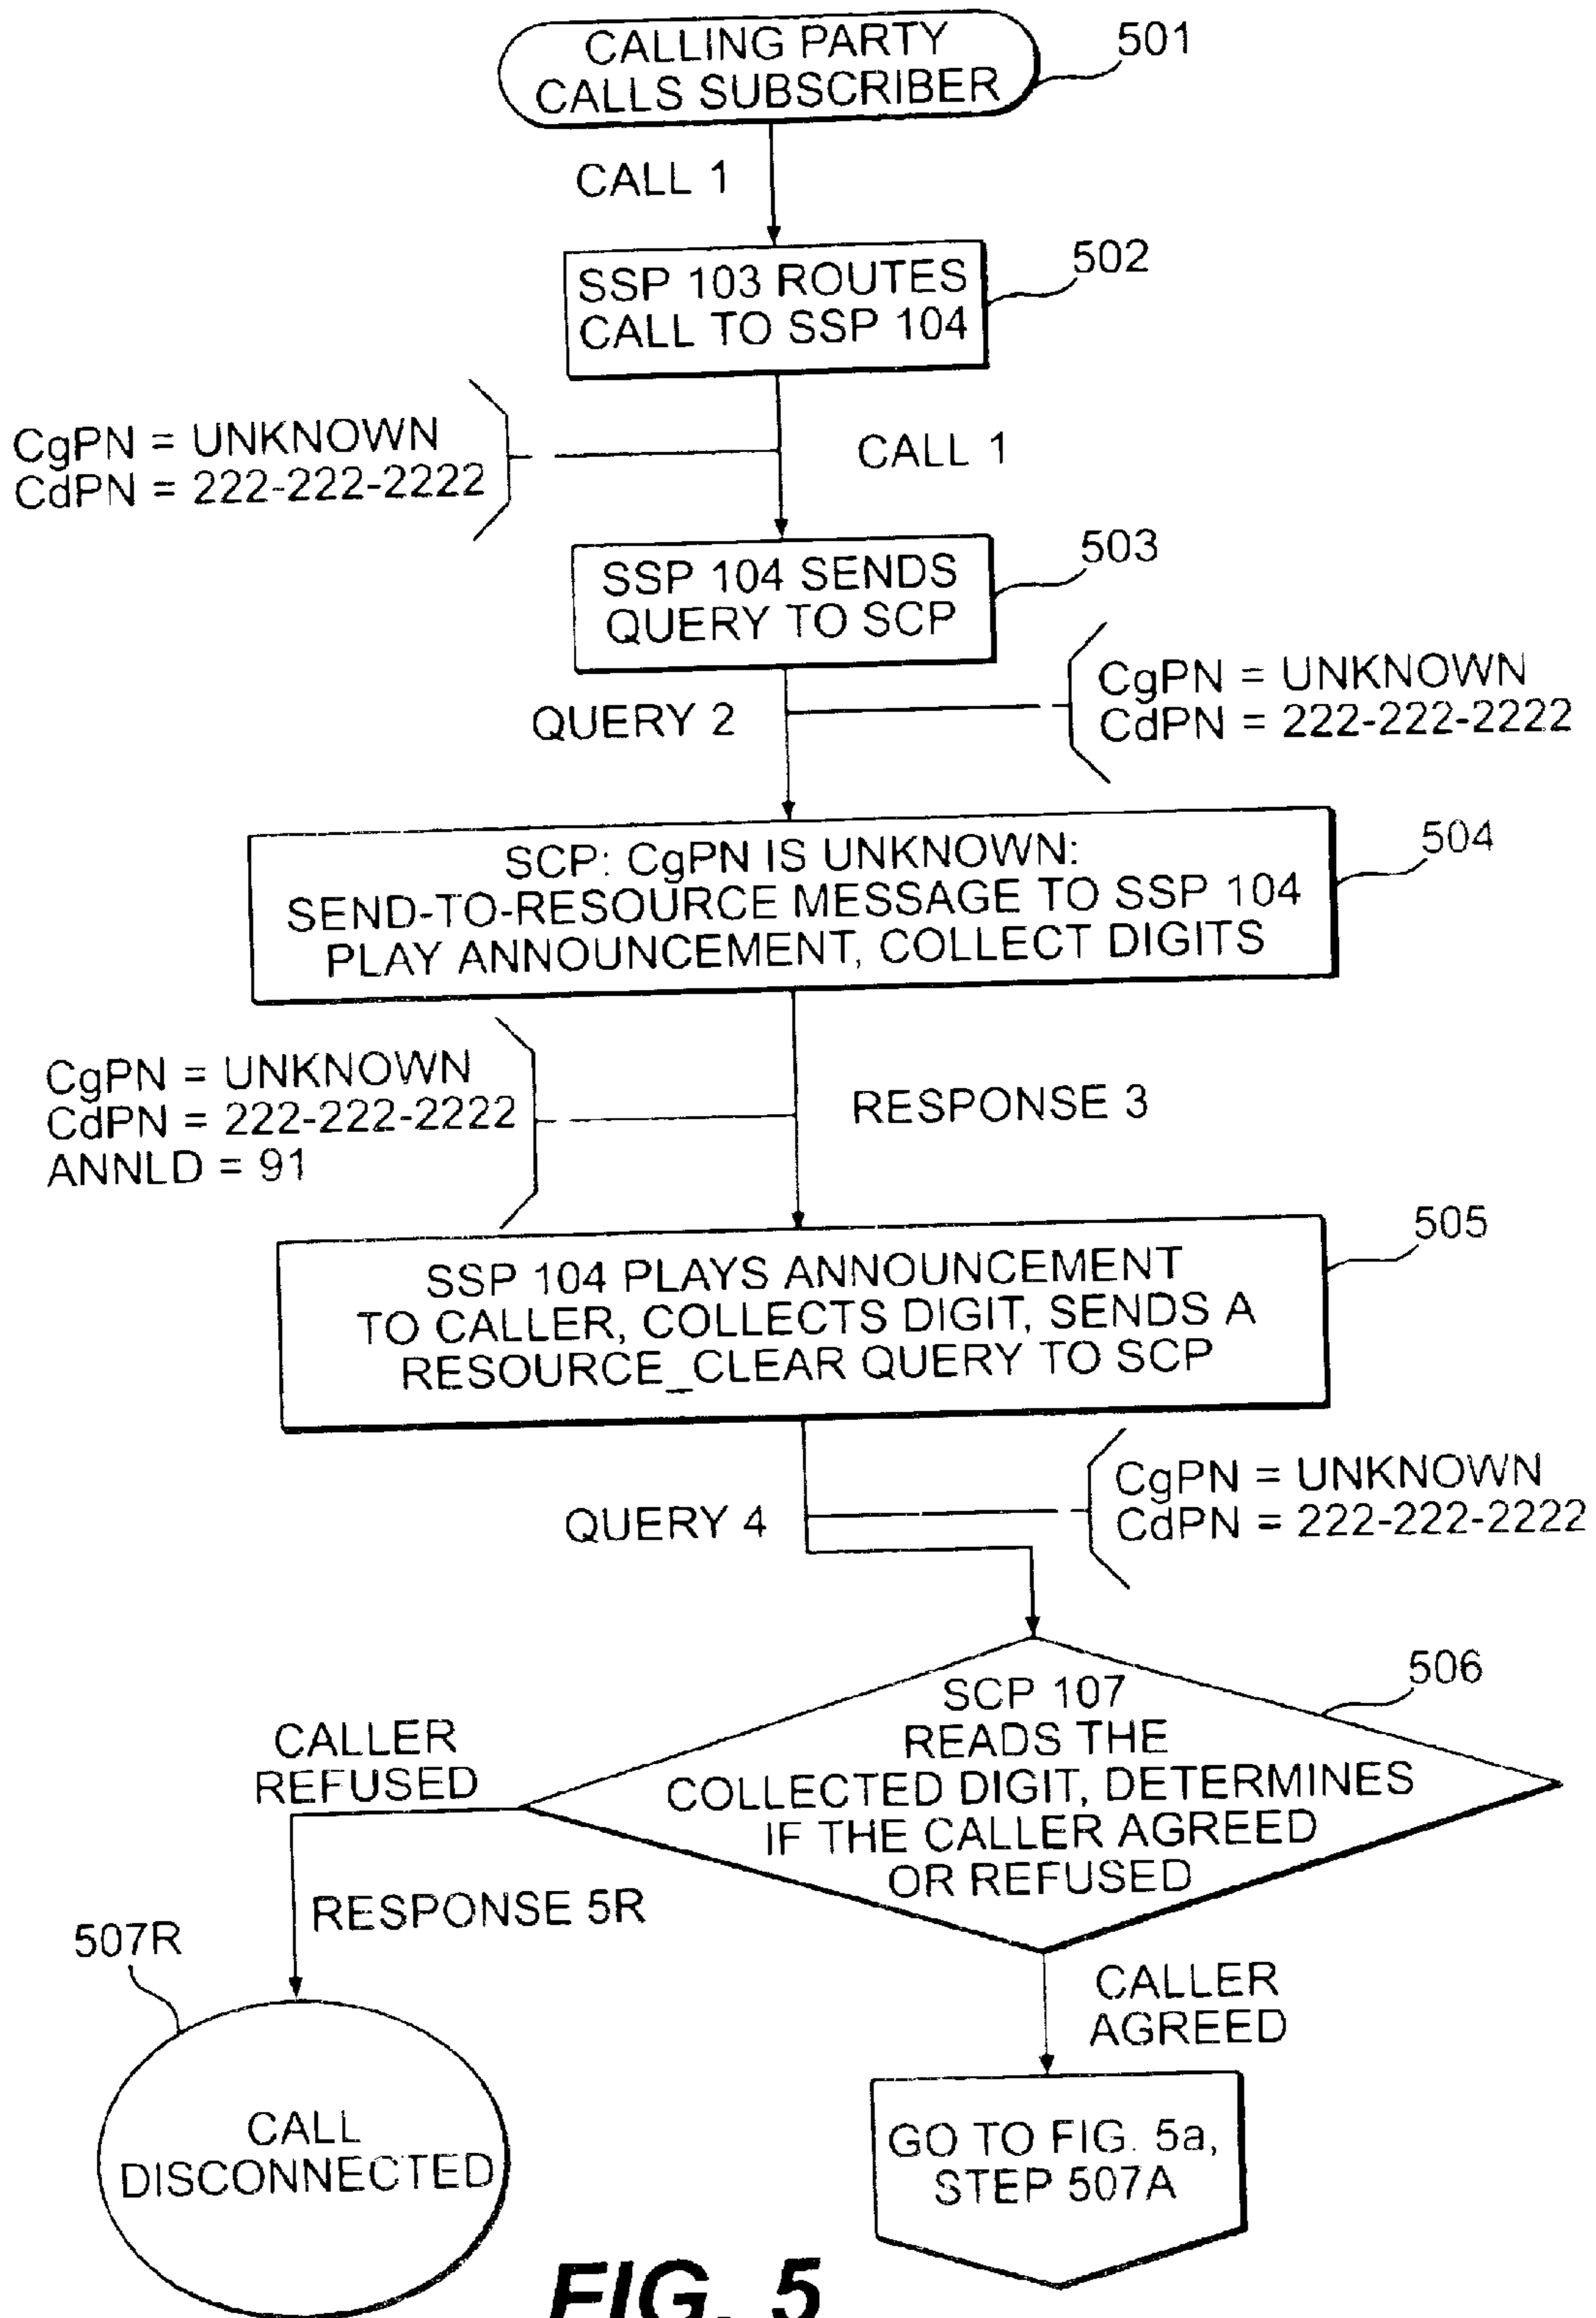 CALLING PARTY
CALLS SUBSCRIBER
501
CALL 1
SSP 103 ROUTES
CALL TO SSP 104
502
CgPN = UNKNOWN
CdPN = 222-222-2222
CALL 1
SSP 104 SENDS
QUERY TO SCP
503
QUERY 2
CgPN = UNKNOWN
CdPN = 222-222-2222
SCP: CgPN IS UNKNOWN:
SEND-TO-RESOURCE MESSAGE TO SSP 104
PLAY ANNOUNCEMENT, COLLECT DIGITS
504
CgPN = UNKNOWN
CdPN = 222-222-2222
ANNLD = 91
RESPONSE 3
SSP 104 PLAYS ANNOUNCEMENT
TO CALLER, COLLECTS DIGIT, SENDS A
RESOURCE_CLEAR QUERY TO SCP
505
QUERY 4
CgPN = UNKNOWN
CdPN = 222-222-2222
SCP 107
READS THE
COLLECTED DIGIT, DETERMINES
IF THE CALLER AGREED
OR REFUSED
506
CALLER
REFUSED
RESPONSE 5R
507R
CALL
DISCONNECTED
CALLER
AGREED
GO TO FIG. 5a,
STEP 507A
FIG. 5